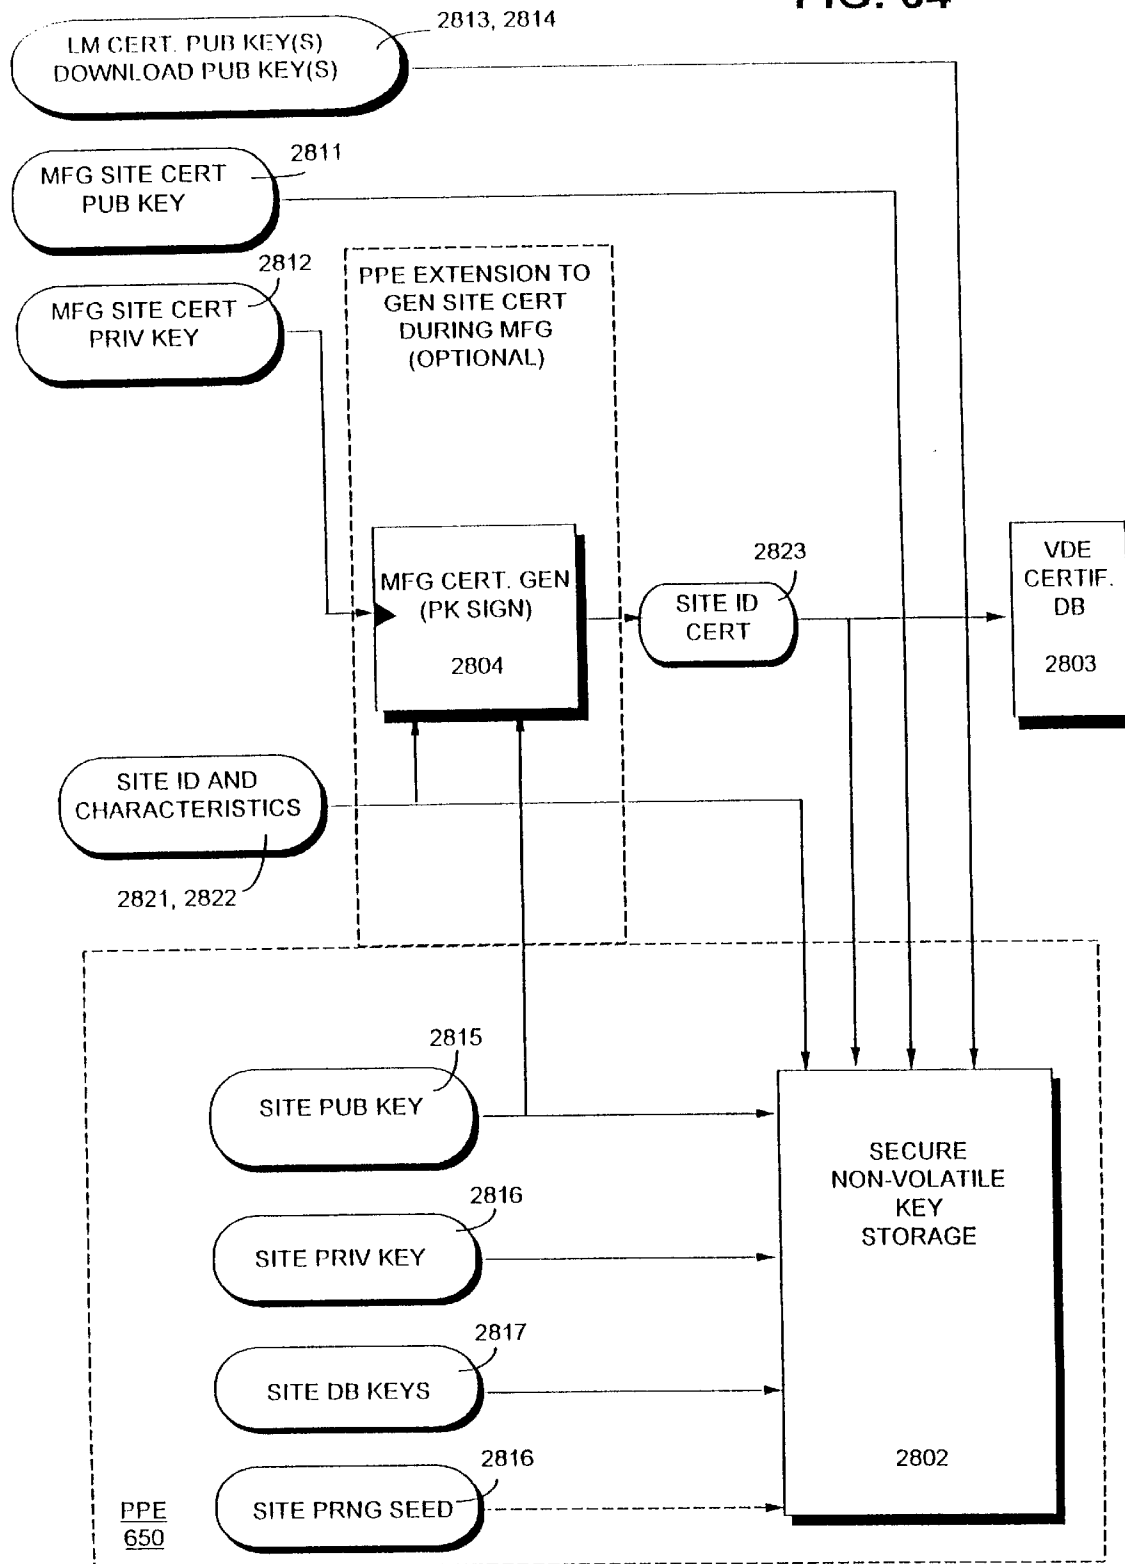 2813, 2814
LM CERT. PUB KEY(S)
DOWNLOAD PUB KEY(S)
2811
MFG SITE CERT
PUB KEY
2812
MFG SITE CERT
PRIV KEY
PPE EXTENSION TO
GEN SITE CERT
DURING MFG
(OPTIONAL)
MFG CERT. GEN
(PK SIGN)
2804
2823
SITE ID
CERT
VDE
CERTIF.
DB
2803
SITE ID AND
CHARACTERISTICS
2821, 2822
2815
SITE PUB KEY
2816
SITE PRIV KEY
2817
SITE DB KEYS
2816
SITE PRNG SEED
SECURE
NON-VOLATILE
KEY
STORAGE
2802
PPE
650